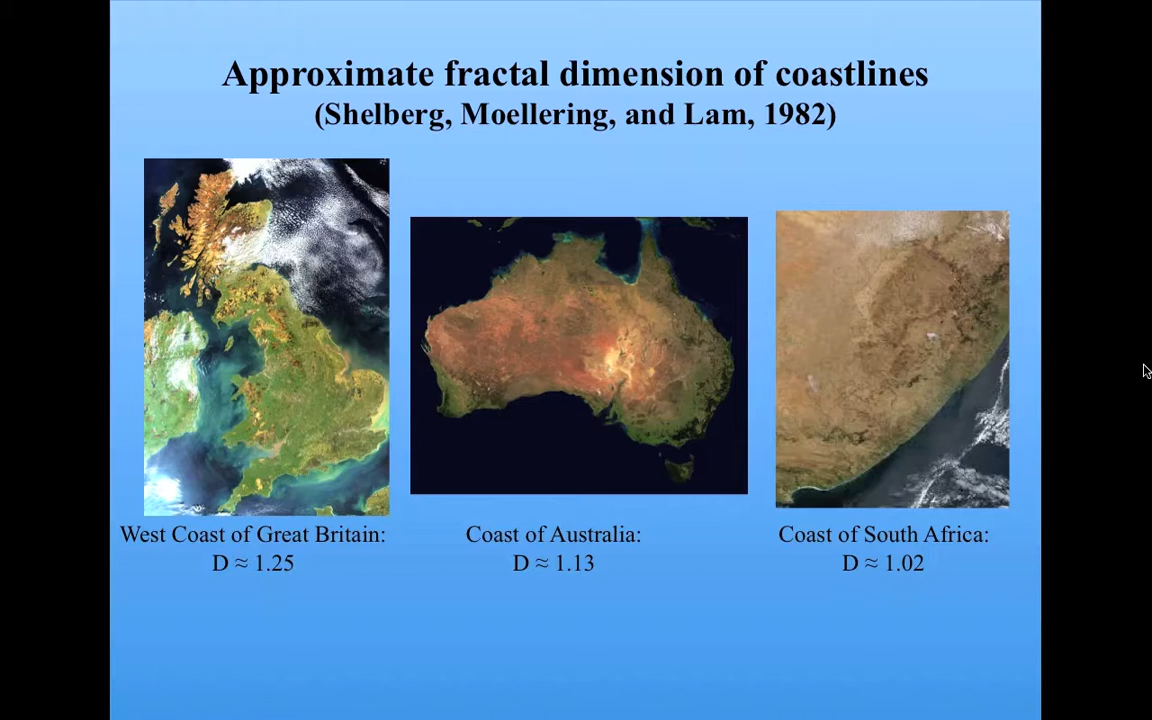 Approximate fractal dimension of coastlines
(Shelberg, Moellering, and Lam, 1982)
West Coast of Great Britain:
D ≈ 1.25
Coast of Australia:
D ≈ 1.13
Coast of South Africa:
D ≈ 1.02